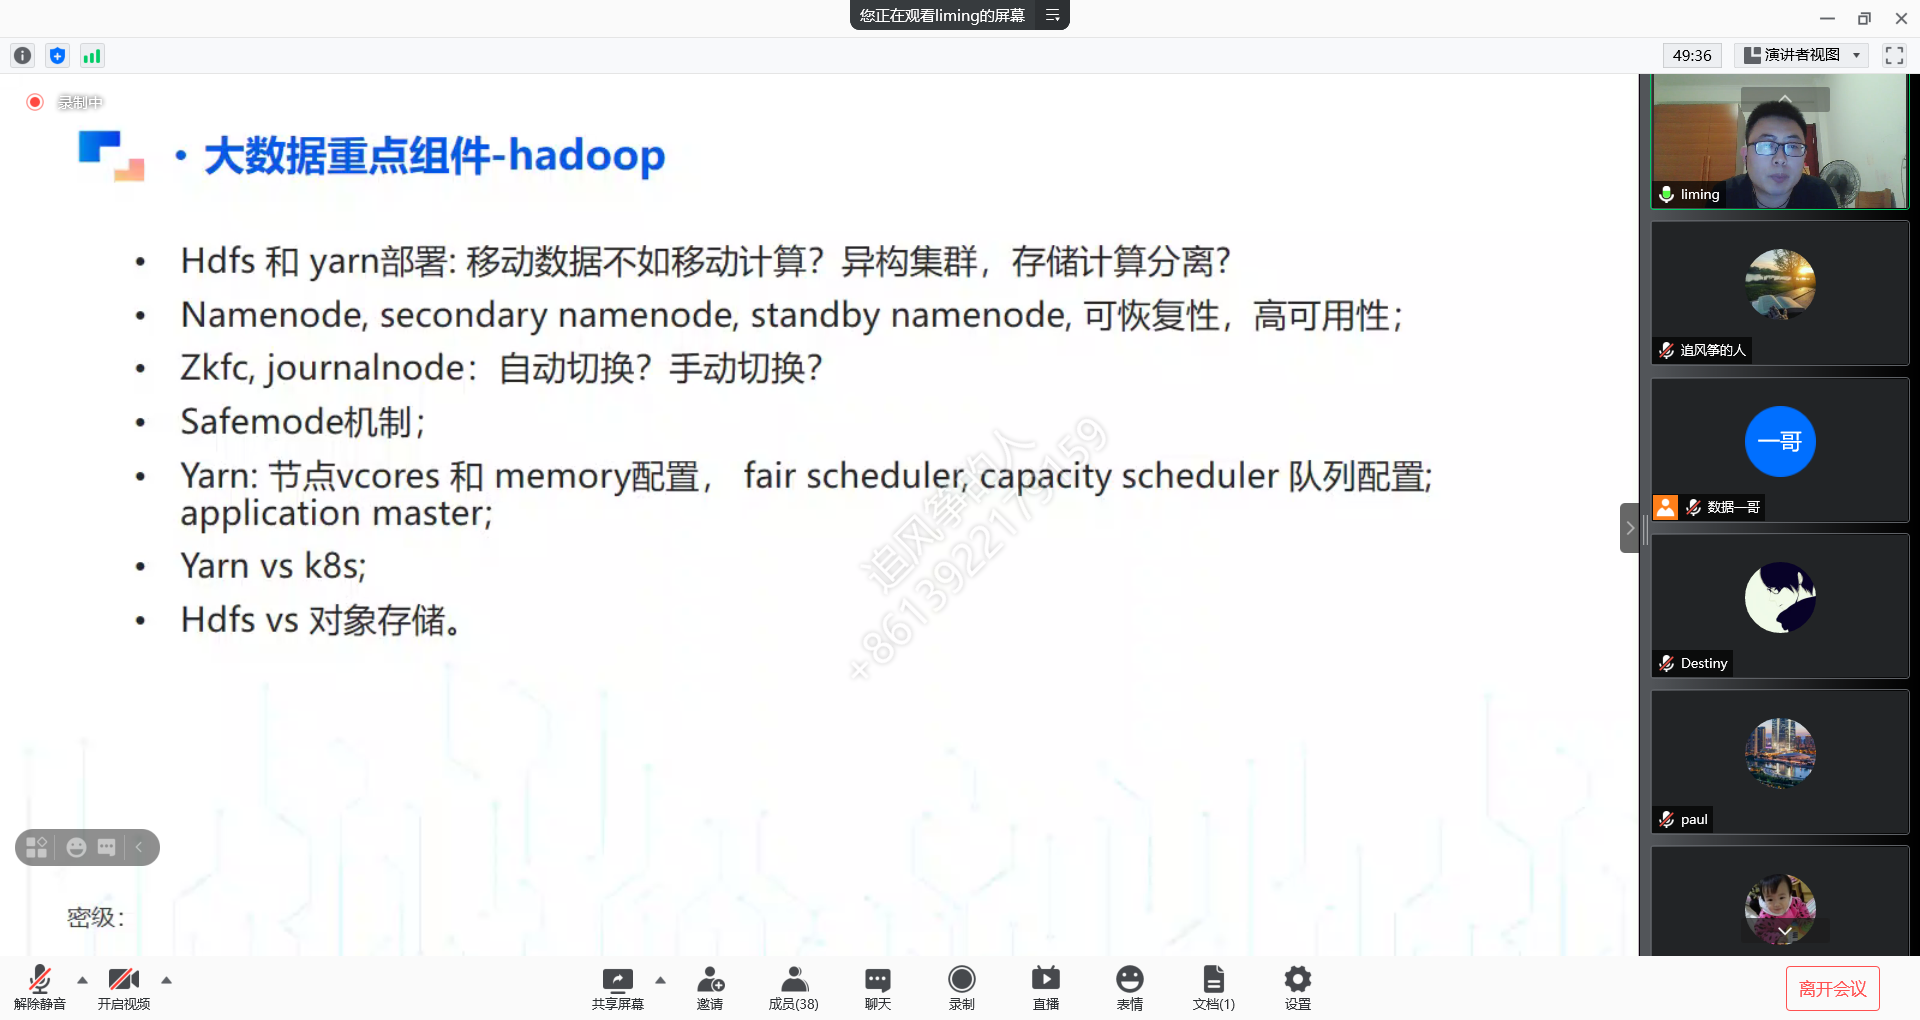 您正在观看liming的屏幕
49:36
演讲者视图
录制中
• 大数据重点组件-hadoop
• Hdfs 和 yarn部署: 移动数据不如移动计算？异构集群，存储计算分离？
• Namenode, secondary namenode, standby namenode, 可恢复性，高可用性；
• Zkfc, journalnode：自动切换？手动切换？
• Safemode机制；
• Yarn: 节点vcores 和 memory配置， fair scheduler, capacity scheduler 队列配置;
application master;
• Yarn vs k8s;
• Hdfs vs 对象存储。
追风筝的人
密级：
liming
追风筝的人
一哥
数据一哥
Destiny
paul
解除静音
开启视频
共享屏幕
邀请
成员(38)
聊天
录制
直播
表情
文档(1)
设置
离开会议